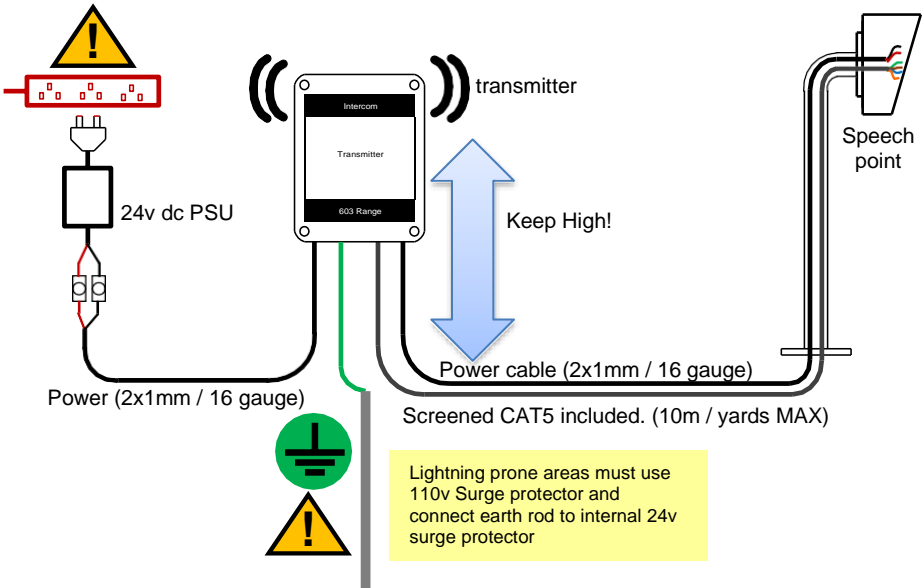 Intercom
transmitter
Transmitter
603 Range
Speech
point
24v dc PSU
Keep High!
Power cable (2x1mm / 16 gauge)
Power (2x1mm / 16 gauge)
Screened CAT5 included. (10m / yards MAX)
Lightning prone areas must use
110v Surge protector and
connect earth rod to internal 24v
surge protector